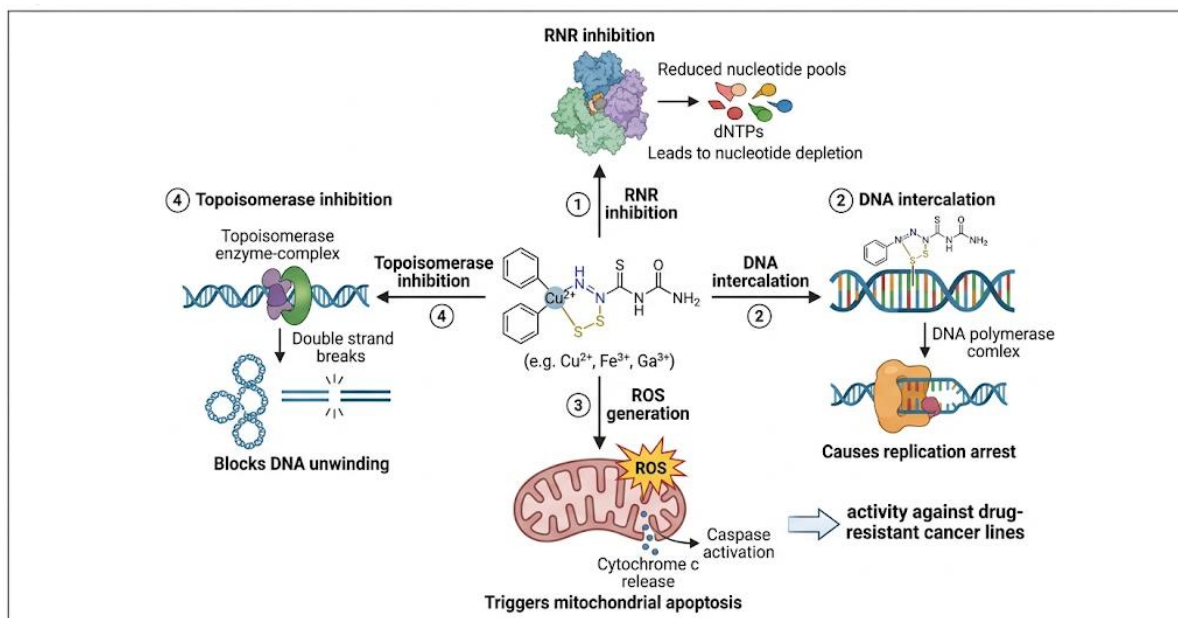 RNR inhibition
Reduced nucleotide pools
dNTPs
Leads to nucleotide depletion
①
RNR
inhibition
④ Topoisomerase inhibition
Topoisomerase
enzyme-complex
Topoisomerase
inhibition
④
Double strand
breaks
Blocks DNA unwinding
H
N
N
S
O
N
H
NH₂
Cu²⁺
S
S
(e.g. Cu²⁺, Fe³⁺, Ga³⁺)
DNA
intercalation
②
② DNA intercalation
S
O
N
N
N
N
H
NH₂
S
S
DNA polymerase
comlex
Causes replication arrest
③
ROS
generation
ROS
Caspase
activation
Cytochrome c
release
Triggers mitochondrial apoptosis
activity against drug-
resistant cancer lines